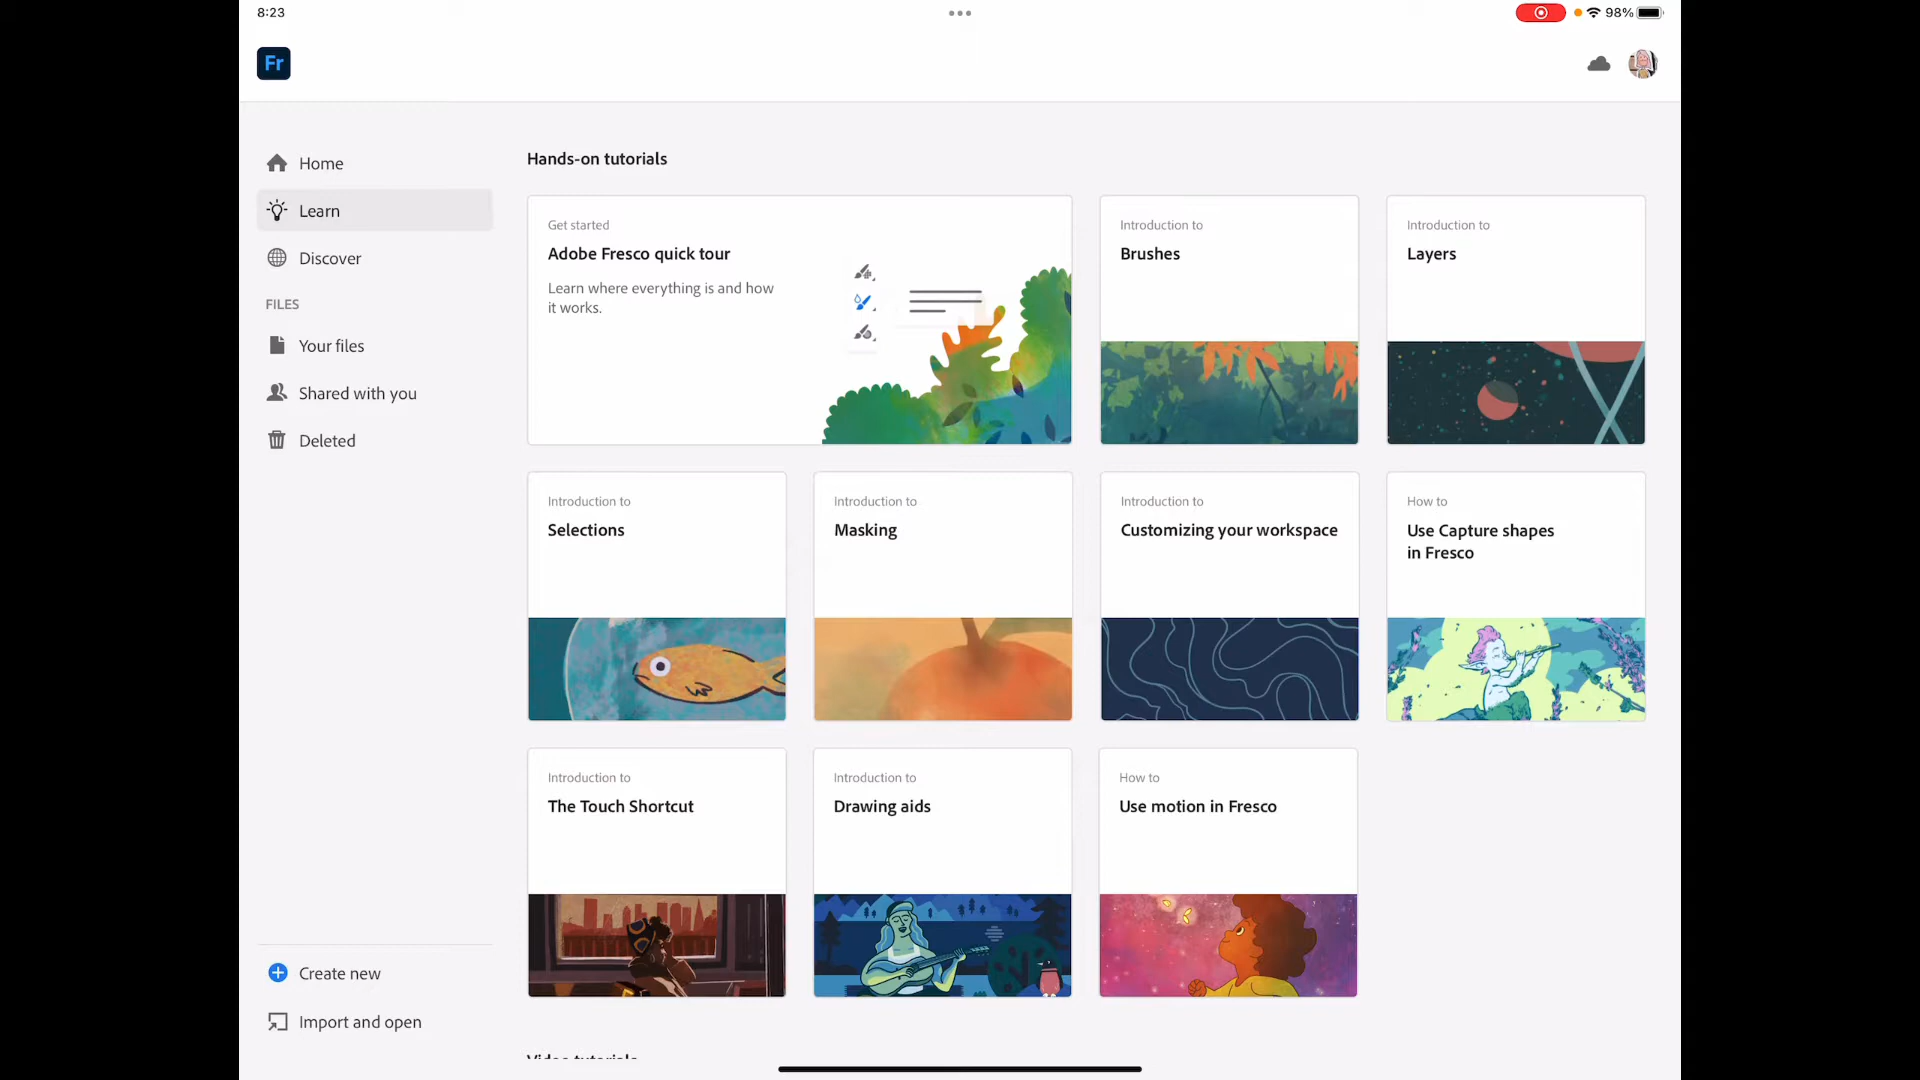 8:23
98%
Fr
Home
Learn
Discover
FILES
Your files
Shared with you
Deleted
Create new
Import and open
Hands-on tutorials
Get started
Adobe Fresco quick tour
Learn where everything is and how
it works.
Introduction to
Brushes
Introduction to
Layers
Introduction to
Selections
Introduction to
Masking
Introduction to
Customizing your workspace
How to
Use Capture shapes
in Fresco
Introduction to
The Touch Shortcut
Introduction to
Drawing aids
How to
Use motion in Fresco
Video tutorials